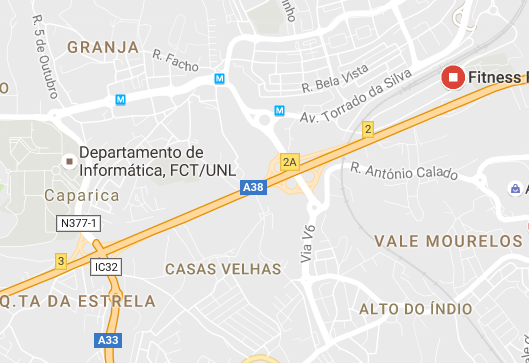 inho
GRANJA
R. 5 de Outubro
R. Facho
M
R. Bela Vista
Fitness
O
M
M
Av. Torrado da Silva
2
Departamento de
Informática, FCT/UNL
2A
R. António Calado
A38
Caparica
N377-1
Via V6
VALE MOURELOS
3
IC32
CASAS VELHAS
Q.TA DA ESTRELA
ALTO DO ÍNDIO
A33